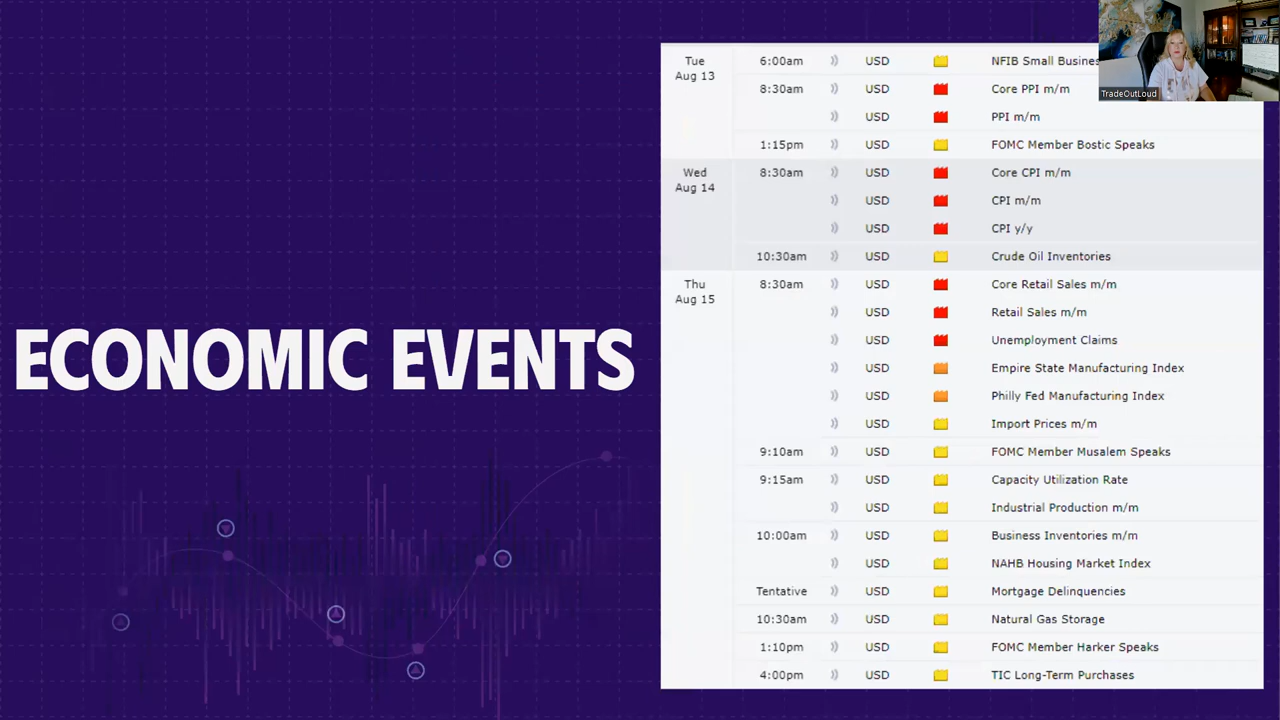 ECONOMIC EVENTS
Tue Aug 13 6:00am USD NFIB Small Business
8:30am USD Core PPI m/m
USD PPI m/m
1:15pm USD FOMC Member Bostic Speaks
Wed Aug 14 8:30am USD Core CPI m/m
USD CPI m/m
USD CPI y/y
10:30am USD Crude Oil Inventories
Thu Aug 15 8:30am USD Core Retail Sales m/m
USD Retail Sales m/m
USD Unemployment Claims
USD Empire State Manufacturing Index
USD Philly Fed Manufacturing Index
USD Import Prices m/m
9:10am USD FOMC Member Musalem Speaks
9:15am USD Capacity Utilization Rate
USD Industrial Production m/m
10:00am USD Business Inventories m/m
USD NAHB Housing Market Index
Tentative USD Mortgage Delinquencies
10:30am USD Natural Gas Storage
1:10pm USD FOMC Member Harker Speaks
4:00pm USD TIC Long-Term Purchases
TradeOutLoud